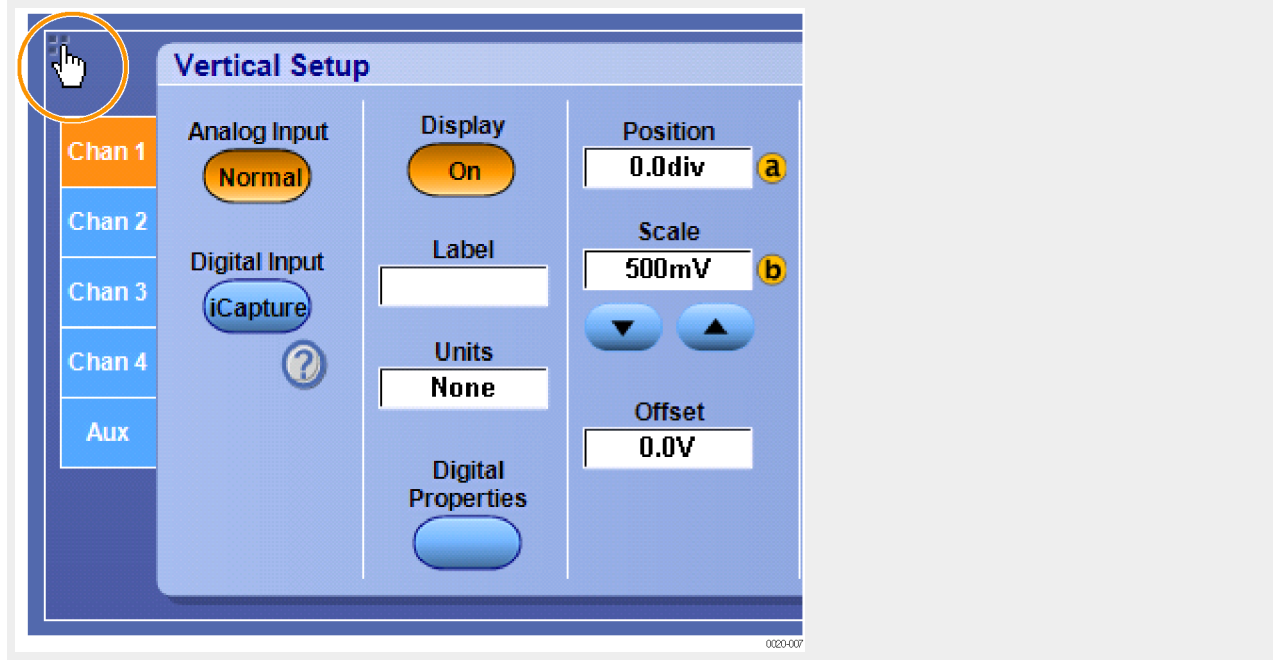 Vertical Setup
Chan 1
Chan 2
Chan 3
Chan 4
Aux
Analog Input
Normal
Digital Input
iCapture
?
Display
On
Label
Units
None
Digital
Properties
Position
0.0div
a
Scale
500mV
b
Offset
0.0V
0020-007